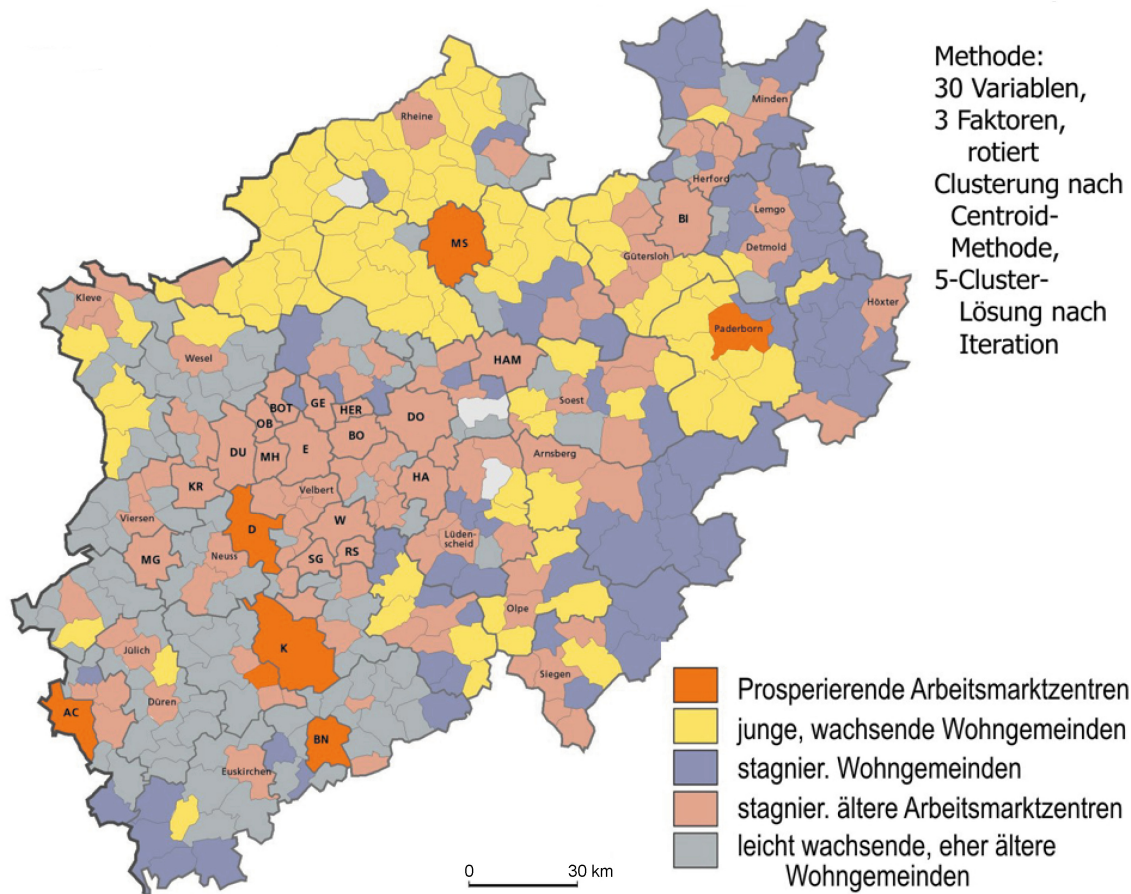 Methode:
30 Variablen,
3 Faktoren,
rotiert
Clusterung nach
Centroid-
Methode,
5-Cluster-
Lösung nach
Iteration
Rheine
Minden
Herford
MS
BI
Lemgo
Gütersloh
Detmold
Kleve
Höxter
Paderborn
Wesel
HAM
Soest
BOT
GE
HER
DO
OB
BO
DU
MH
E
Arnsberg
HA
KR
Velbert
Viersen
D
W
Lüden-
scheid
MG
Neuss
SG
RS
Olpe
K
Jülich
Siegen
Düren
AC
BN
Euskirchen
Prosperierende Arbeitsmarktzentren
junge, wachsende Wohngemeinden
stagnier. Wohngemeinden
stagnier. ältere Arbeitsmarktzentren
leicht wachsende, eher ältere
Wohngemeinden
0 30 km